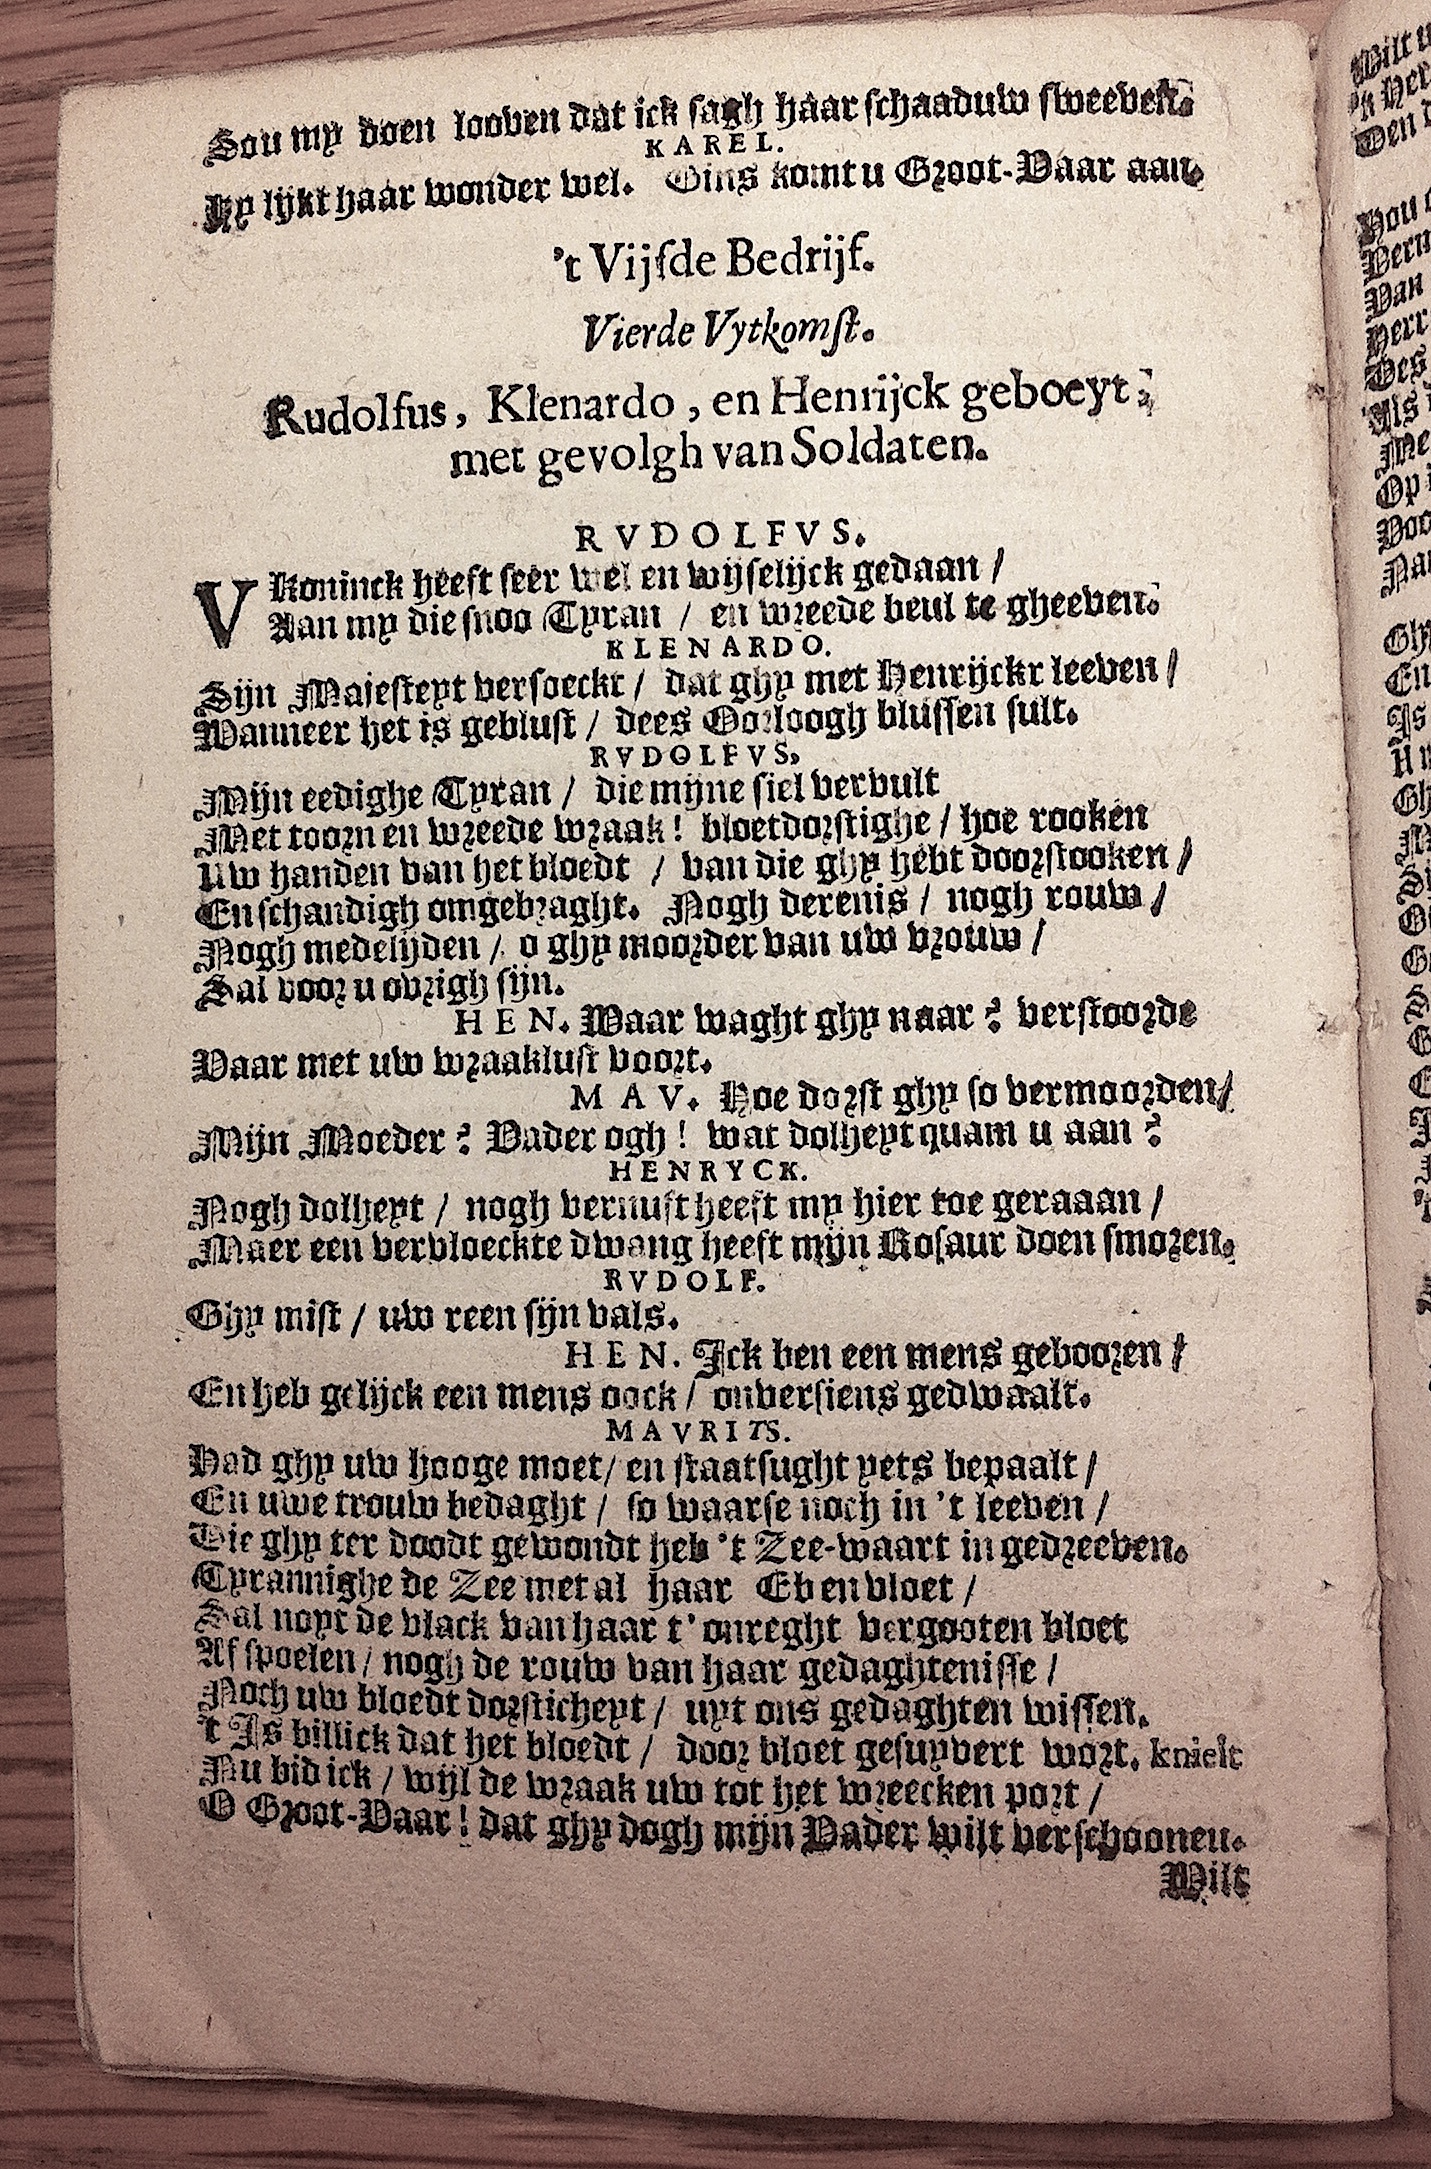 Sou my doen looven dat ick sagh haar schaaduw sweeven.
KAREL.
Hy lijkt haar wonder wel. Gins komt u Groot-Vaar aan.
't Vijfde Bedrijf.
Vierde Vytkomst.
Rudolfus, Klenardo, en Henrijck geboeyt;
met gevolgh van Soldaten.
RVDOLFVS.
V Koninck heeft seer wel en wijselijck gedaan /
Aan my die snoo Tyran / en wreede beul te gheeven.
KLENARDO.
Sijn Majesteyt versoeckt / dat ghy met Henrijckr leeven /
Wanneer het is geblust / dees Oorloogh blussen sult.
RVDOLFVS.
Mijn eedighe Tyran / die mijne siel vervult
Met toorn en wreede wraak! bloetdorstighe / hoe rooken
Uw handen van het bloedt / van die ghy hebt doorstooken /
En schandigh omgebraght. Nogh derenis / nogh rouw /
Nogh medelijden / o ghy moorder van uw vrouw /
Sal voor u ovrigh sijn.
HEN. Waar waght ghy naar? verstoorde
Vaar met uw wraaklust voort.
MAV. Hoe dorst ghy so vermoorden /
Mijn Moeder? Vader ogh! wat dolheyt quam u aan?
HENRYCK.
Nogh dolheyt / nogh vernuft heeft my hier toe geraaan /
Maer een vervloeckte dwang heeft mijn Rosaur doen smoren.
RVDOLF.
Ghy mist / uw reen sijn vals.
HEN. Ick ben een mens geboren /
En heb gelijck een mens oock / onversiens gedwaalt.
MAVRITS.
Had ghy uw hooge moet / en staatsught yets bepaalt /
En uwe trouw bedaght / so waarse noch in 't leeven /
Die ghy ter doodt gewondt heb 't Zee-waart in gedreeven.
Tyrannighe de Zee met al haar Eb en vloet /
Sal noyt de vlack van haar t' onreght vergooten bloet
Af spoelen / nogh de rouw van haar gedaghtenisse /
Noch uw bloedt dorsticheyt / uyt ons gedaghten wissen.
't Is billick dat het bloedt / door bloet gesuyvert wort. knielt
Nu bid ick / wijl de wraak uw tot het wreecken port /
O Groot-Vaar! dat ghy dogh mijn Vader wilt verschoonen.
Wilt